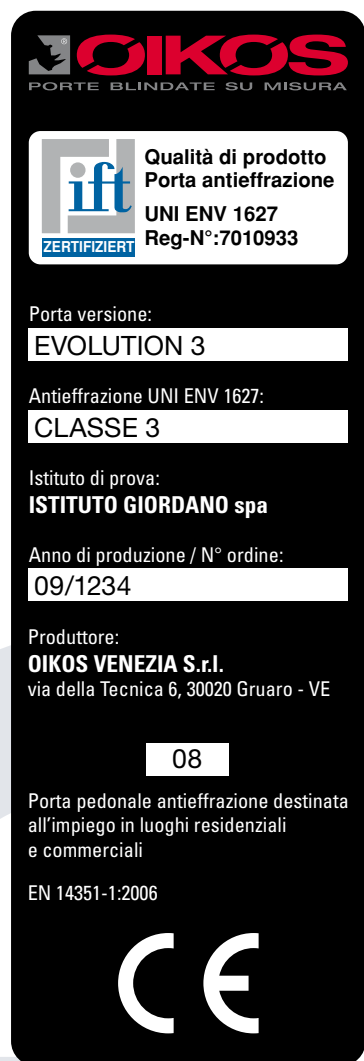 OIKOS
PORTE BLINDATE SU MISURA
ift
ZERTIFIZIERT
Qualità di prodotto
Porta antieffrazione
UNI ENV 1627
Reg-N°:7010933
Porta versione:
EVOLUTION 3
Antieffrazione UNI ENV 1627:
CLASSE 3
Istituto di prova:
ISTITUTO GIORDANO spa
Anno di produzione / N° ordine:
09/1234
Produttore:
OIKOS VENEZIA S.r.l.
via della Tecnica 6, 30020 Gruaro - VE
08
Porta pedonale antieffrazione destinata
all'impiego in luoghi residenziali
e commerciali
EN 14351-1:2006
CE